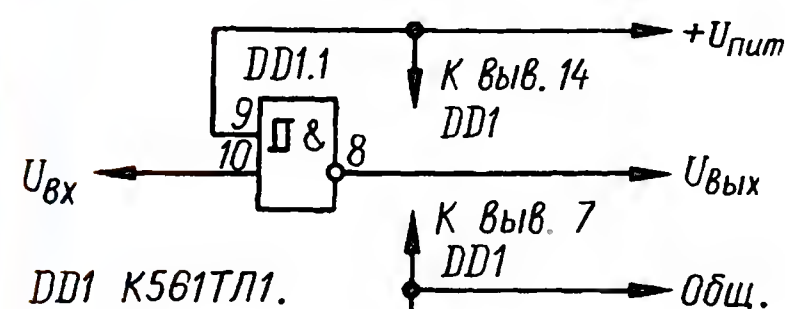 +Uпит
DD1.1
К выв. 14
DD1
9
&
10
8
Uвх
Uвых
К выв. 7
DD1
DD1 К561ТЛ1.
Общ.